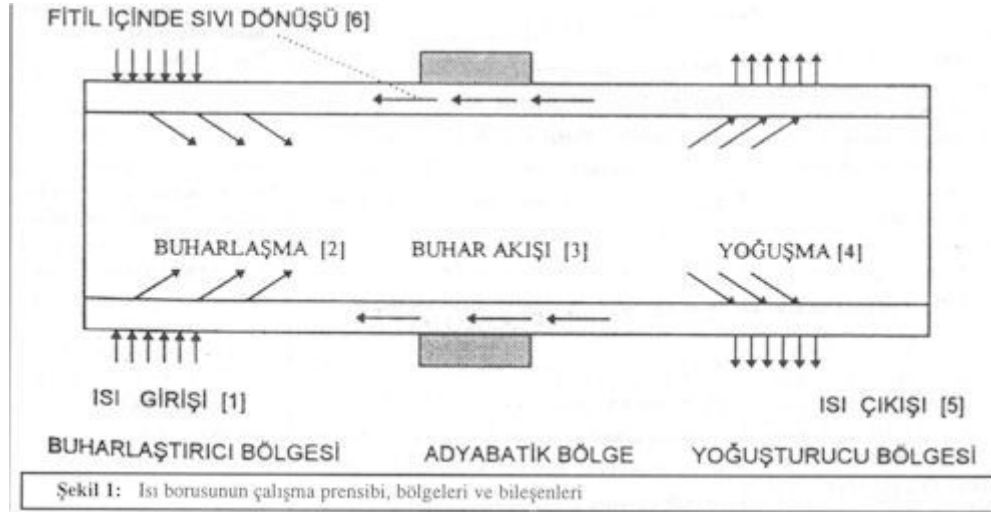 FİTİL İÇİNDE SIVI DÖNÜŞÜ [6]
BUHARLAŞMA [2] BUHAR AKIŞI [3] YOĞUŞMA [4]
ISI GİRİŞİ [1] ISI ÇIKIŞI [5]
BUHARLAŞTIRICI BÖLGESİ ADYABATİK BÖLGE YOĞUŞTURUCU BÖLGESİ
Şekil 1: Isı borusunun çalışma prensibi, bölgeleri ve bileşenleri